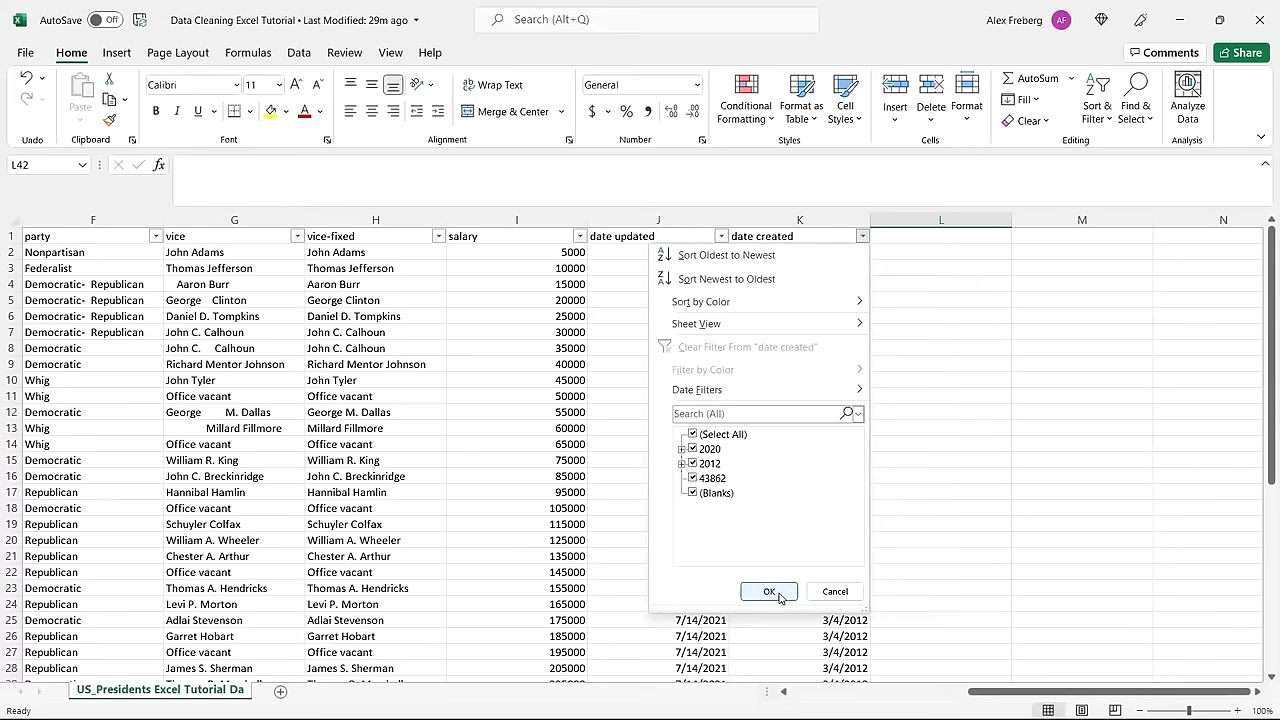 AutoSave Off Data Cleaning Excel Tutorial • Last Modified: 29m ago Search (Alt+Q) Alex Freberg AF
File Home Insert Page Layout Formulas Data Review View Help Comments Share
Paste Calibri 11 Wrap Text General Conditional Formatting Format as Table Cell Styles Insert Delete Format AutoSum Sort & Filter Find & Select Analyze Data
B I U Merge & Center $ % Fill
Clear
Undo Clipboard Font Alignment Number Styles Cells Editing Analysis
L42 fx
F G H I J K L M N
1 party vice vice-fixed salary date updated date created
2 Nonpartisan John Adams John Adams 5000
3 Federalist Thomas Jefferson Thomas Jefferson 10000
4 Democratic- Republican Aaron Burr Aaron Burr 15000
5 Democratic- Republican George Clinton George Clinton 20000
6 Democratic- Republican Daniel D. Tompkins Daniel D. Tompkins 25000
7 Democratic- Republican John C. Calhoun John C. Calhoun 30000
8 Democratic John C. Calhoun John C. Calhoun 35000
9 Democratic Richard Mentor Johnson Richard Mentor Johnson 40000
10 Whig John Tyler John Tyler 45000
11 Whig Office vacant Office vacant 50000
12 Democratic George M. Dallas George M. Dallas 55000
13 Whig Millard Fillmore Millard Fillmore 60000
14 Whig Office vacant Office vacant 65000
15 Democratic William R. King William R. King 75000
16 Democratic John C. Breckinridge John C. Breckinridge 85000
17 Republican Hannibal Hamlin Hannibal Hamlin 95000
18 Democratic Office vacant Office vacant 105000
19 Republican Schuyler Colfax Schuyler Colfax 115000
20 Republican William A. Wheeler William A. Wheeler 125000
21 Republican Chester A. Arthur Chester A. Arthur 135000
22 Republican Office vacant Office vacant 145000
23 Democratic Thomas A. Hendricks Thomas A. Hendricks 155000
24 Republican Levi P. Morton Levi P. Morton 165000
25 Democratic Adlai Stevenson Adlai Stevenson 175000 7/14/2021 3/4/2012
26 Republican Garret Hobart Garret Hobart 185000 7/14/2021 3/4/2012
27 Republican Office vacant Office vacant 195000 7/14/2021 3/4/2012
28 Republican James S. Sherman James S. Sherman 205000 7/14/2021 3/4/2012
Sort Oldest to Newest
Sort Newest to Oldest
Sort by Color
Sheet View
Clear Filter From "date created"
Filter by Color
Date Filters
Search (All)
(Select All)
2020
2012
43862
(Blanks)
OK Cancel
US_Presidents Excel Tutorial Da
Ready 100%